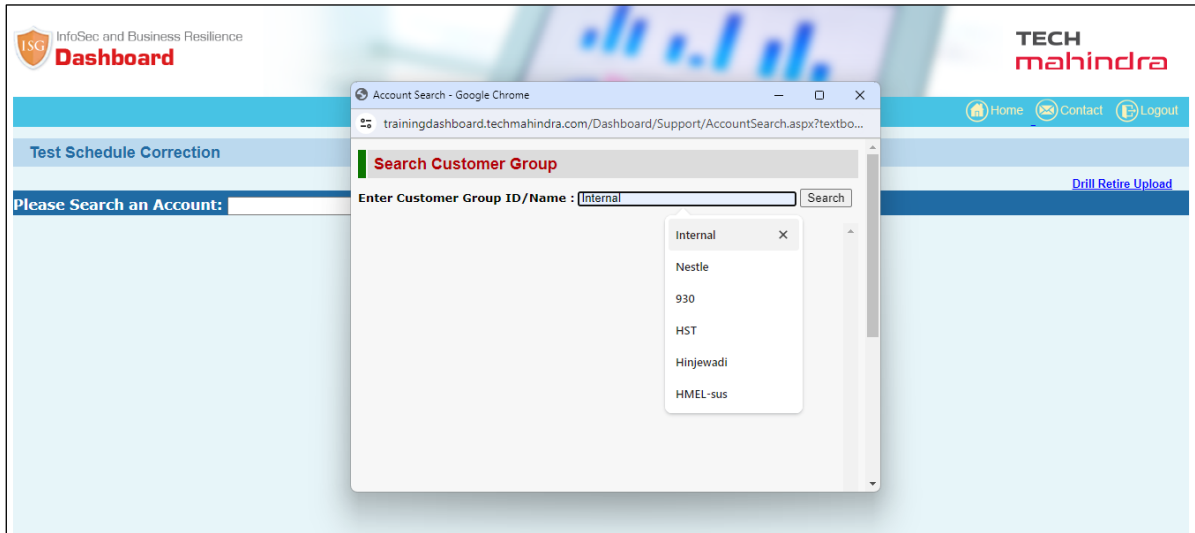 ISG InfoSec and Business Resilience
Dashboard
TECH
mahindra
Account Search - Google Chrome
trainingdashboard.techmahindra.com/Dashboard/Support/AccountSearch.aspx?textbo...
Home Contact Logout
Test Schedule Correction
Search Customer Group
Drill Retire Upload
Enter Customer Group ID/Name : Internal Search
Please Search an Account:
Internal
Nestle
930
HST
Hinjewadi
HMEL-sus